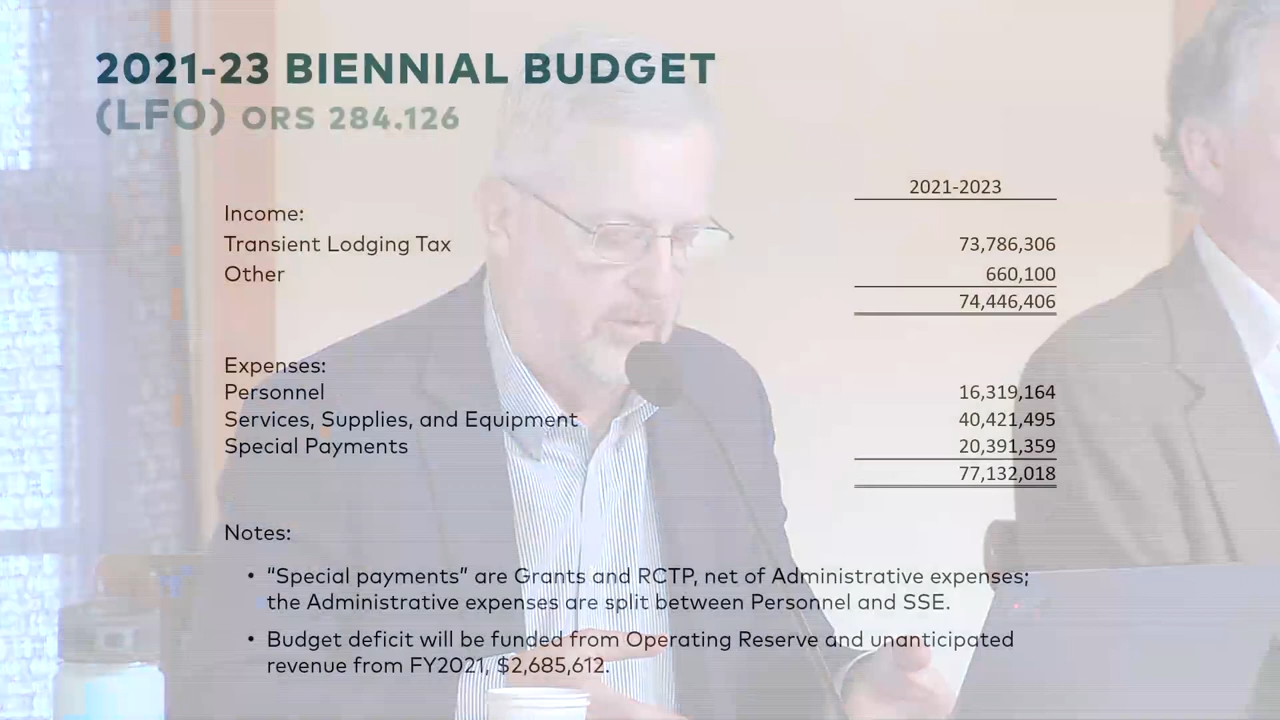 2021-23 BIENNIAL BUDGET
(LFO) ORS 284.126
2021-2023
Income:
Transient Lodging Tax 73,786,306
Other 660,100
74,446,406
Expenses:
Personnel 16,319,164
Services, Supplies, and Equipment 40,421,495
Special Payments 20,391,359
77,132,018
Notes:
• “Special payments” are Grants and RCTP, net of Administrative expenses;
the Administrative expenses are split between Personnel and SSE.
• Budget deficit will be funded from Operating Reserve and unanticipated
revenue from FY2021, $2,685,612.